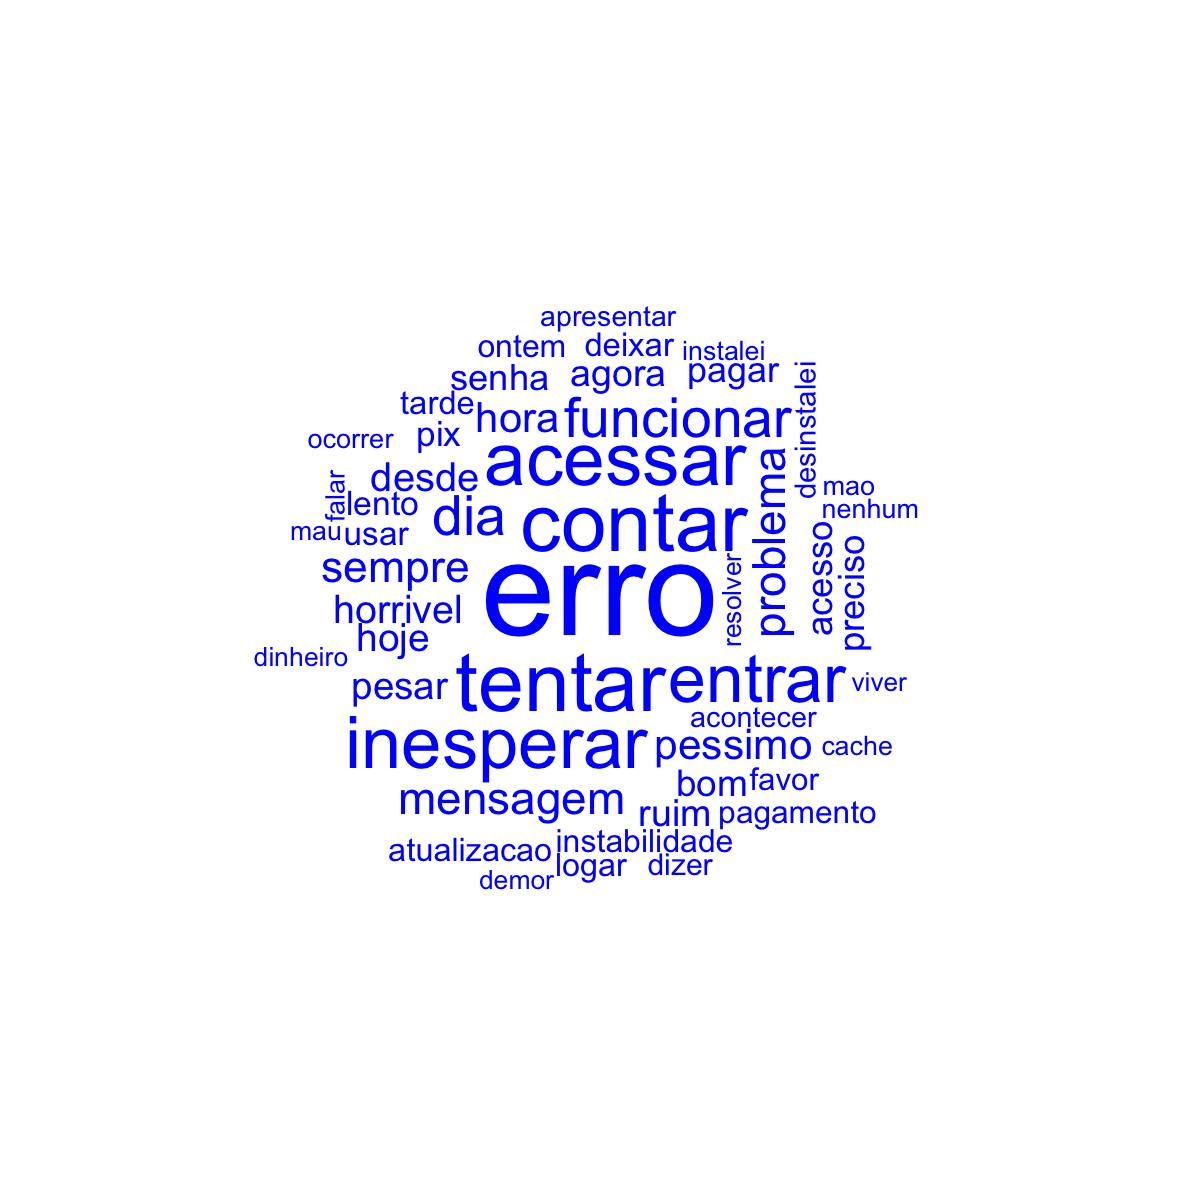 apresentar
ontem deixar instalei
senha agora pagar
tarde hora funcionar desinstalei
ocorrer pix
acessar
desde problema
falar lento dia contar mao
nenhum
mau usar acesso
sempre erro resolver preciso
horrivel
hoje
dinheiro
pesar tentar entrar viver
acontecer
inesperar pessimo cache
bom favor
mensagem ruim pagamento
atualizacao instabilidade
logar dizer
demor